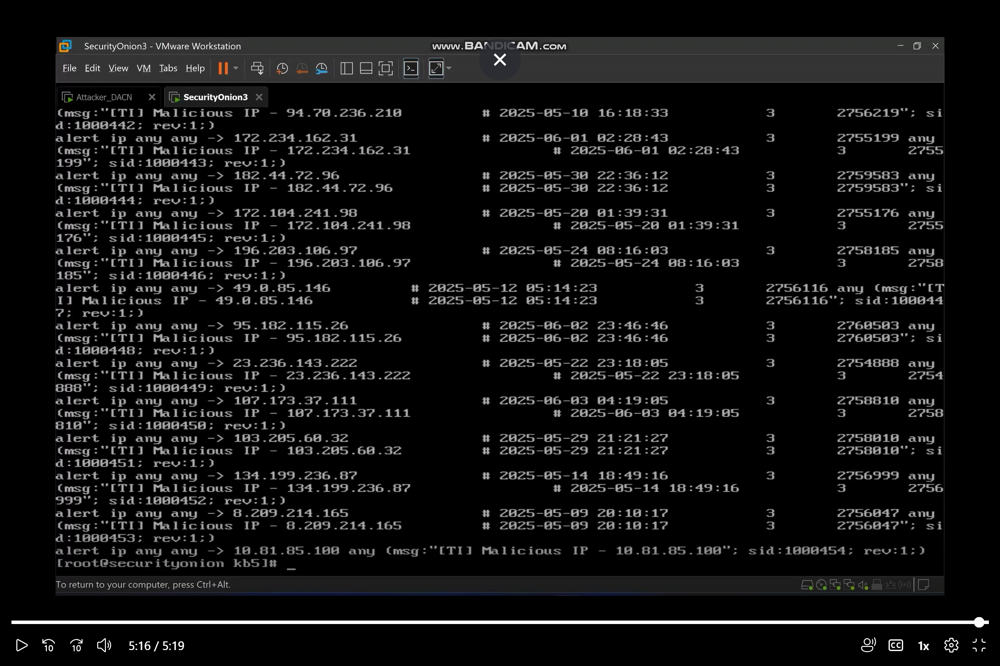 SecurityOnion3 - VMware Workstation
www.BANDICAM.com
File Edit View VM Tabs Help
Attacker_DACN
SecurityOnion3
(msg:"[TI] Malicious IP - 94.70.236.210 # 2025-05-10 16:18:33 3 2756219"; si
d:1000442; rev:1;)
alert ip any any -> 172.234.162.31 # 2025-06-01 02:28:43 3 2755199 any
(msg:"[TI] Malicious IP - 172.234.162.31 # 2025-06-01 02:28:43 3 2755
199"; sid:1000443; rev:1;)
alert ip any any -> 182.44.72.96 # 2025-05-30 22:36:12 3 2759583 any
(msg:"[TI] Malicious IP - 182.44.72.96 # 2025-05-30 22:36:12 3 2759583"; si
d:1000444; rev:1;)
alert ip any any -> 172.104.241.98 # 2025-05-20 01:39:31 3 2755176 any
(msg:"[TI] Malicious IP - 172.104.241.98 # 2025-05-20 01:39:31 3 2755
176"; sid:1000445; rev:1;)
alert ip any any -> 196.203.106.97 # 2025-05-24 08:16:03 3 2758185 any
(msg:"[TI] Malicious IP - 196.203.106.97 # 2025-05-24 08:16:03 3 2758
185"; sid:1000446; rev:1;)
alert ip any any -> 49.0.85.146 # 2025-05-12 05:14:23 3 2756116 any (msg:"[T
I] Malicious IP - 49.0.85.146 # 2025-05-12 05:14:23 3 2756116"; sid:100044
7; rev:1;)
alert ip any any -> 95.182.115.26 # 2025-06-02 23:46:46 3 2760503 any
(msg:"[TI] Malicious IP - 95.182.115.26 # 2025-06-02 23:46:46 3 2760503"; si
d:1000448; rev:1;)
alert ip any any -> 23.236.143.222 # 2025-05-22 23:18:05 3 2754888 any
(msg:"[TI] Malicious IP - 23.236.143.222 # 2025-05-22 23:18:05 3 2754
888"; sid:1000449; rev:1;)
alert ip any any -> 107.173.37.111 # 2025-06-03 04:19:05 3 2758810 any
(msg:"[TI] Malicious IP - 107.173.37.111 # 2025-06-03 04:19:05 3 2758
810"; sid:1000450; rev:1;)
alert ip any any -> 103.205.60.32 # 2025-05-29 21:21:27 3 2758010 any
(msg:"[TI] Malicious IP - 103.205.60.32 # 2025-05-29 21:21:27 3 2758010"; si
d:1000451; rev:1;)
alert ip any any -> 134.199.236.87 # 2025-05-14 18:49:16 3 2756999 any
(msg:"[TI] Malicious IP - 134.199.236.87 # 2025-05-14 18:49:16 3 2756
999"; sid:1000452; rev:1;)
alert ip any any -> 8.209.214.165 # 2025-05-09 20:10:17 3 2756047 any
(msg:"[TI] Malicious IP - 8.209.214.165 # 2025-05-09 20:10:17 3 2756047"; si
d:1000453; rev:1;)
alert ip any any -> 10.81.85.100 any (msg:"[TI] Malicious IP - 10.81.85.100"; sid:1000454; rev:1;)
[root@securityonion kb5]# _
To return to your computer, press Ctrl+Alt.
10 10 5:16 / 5:19 CC 1x